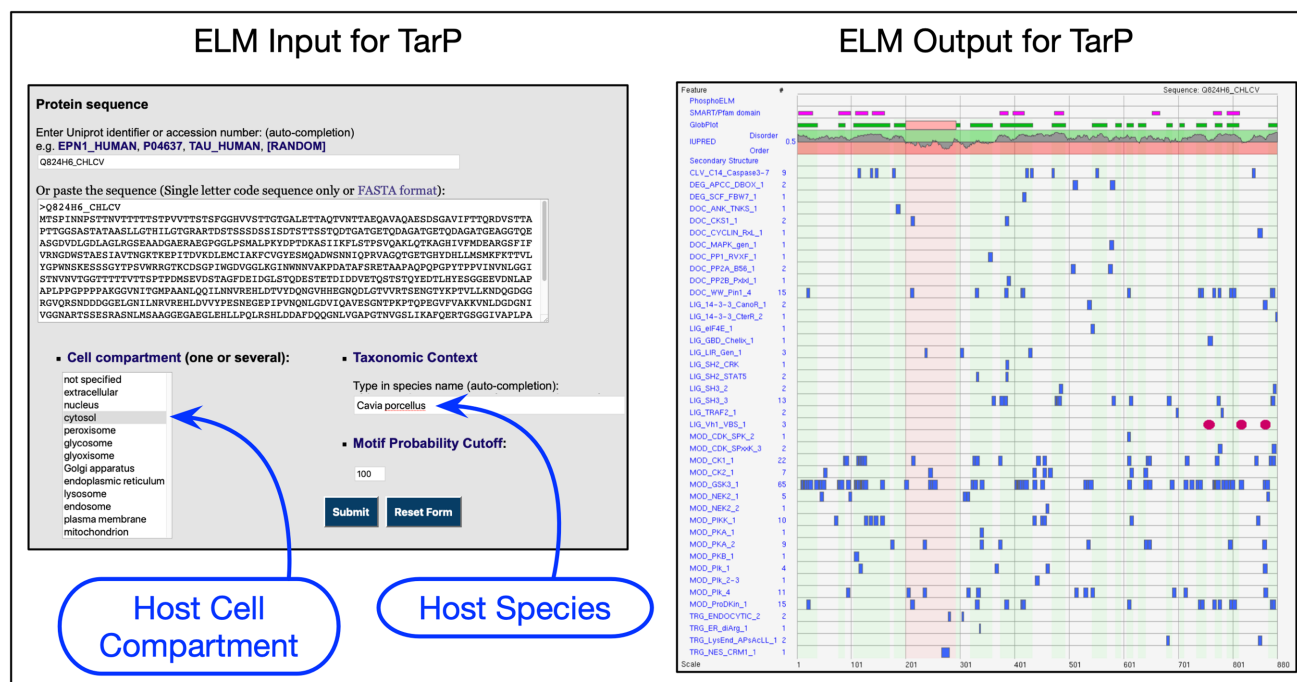 ELM Input for TarP
Protein sequence
Enter Uniprot identifier or accession number: (auto-completion)
e.g. EPN1_HUMAN, P04637, TAU_HUMAN, [RANDOM]
Q824H6_CHLCV
Or paste the sequence (Single letter code sequence only or FASTA format):
>Q824H6_CHLCV
MTSPINNPSTTNVTTTTTSTPVVTTSTSFGGHVVSTTGTGALETTAQTVNTTAEQAVAQAESDSGAVIFTTQRDVSTTA
PTTGGSASTATAASLLGTHILTGTGRARTDSTSSSDSSISDTSTTSSTQDTGATGETQDAGATGETQDAGATGEAGGTQE
ASGDVDLGDLAGLRGSEAADGAERAEGPGGLPSMALPKYDPTDKASIIKFLSTPSVQAKLQTKAGHIVFMDEARGSFIF
VRNGDWSTAESIAVTNGKTKEPITDVKDLEMCIAKFCVGYESMQADWSNNIQPRVAGQTGETGHYDHLLMSMKFKTTVL
YGPWNSKESSSGYTPSVWRRGTKCDSGPIWGDVGGLKGINWNNVAKPDATAFSRETAAPAQPQPGPYTPPVINVNLGGI
STNVNVTGGTTTTTVTTSPTPDMSEVDSTAGFDEIDGLSTQDESTETDIDDVETQSTSTQYEDTLHYESGGEEVDNLAP
APLPPGPPPPAKGGVNITGMPAANLQQILNNVREHLDTVYDQNGVHHEGNQDLGTVVRTSENGTYKPTVLLKNDQGDGG
RGVQRSNDDDGGELGNILNRVREHLDVVYPESNEGEPIPVNQNLGDVIQAVESGNTPKPTQPEGVFVAKKVNLDGDGNI
VGGNARTSSESRASNLMSAAGGEGAEGLEHLLPQLRSHLDDAFDQQGNLVGAPGTNVGSLIKAFQERTGSGGIVAPLPA
Cell compartment (one or several):
not specified
extracellular
nucleus
cytosol
peroxisome
glycosome
glyoxisome
Golgi apparatus
endoplasmic reticulum
lysosome
endosome
plasma membrane
mitochondrion
Taxonomic Context
Type in species name (auto-completion):
Cavia porcellus
Motif Probability Cutoff:
100
Submit Reset Form
Host Cell
Compartment
Host Species
ELM Output for TarP
Feature # Sequence: Q824H6_CHLCV
PhosphoELM
SMART/Pfam domain
GlobPlot
Disorder
IUPRED 0.5
Order
Secondary Structure
CLV_C14_Caspase3-7 9
DEG_APCC_DBOX_1 2
DEG_SCF_FBW7_1 1
DOC_ANK_TNKS_1 1
DOC_CKS1_1 2
DOC_CYCLIN_RxL_1 1
DOC_MAPK_gen_1 1
DOC_PP1_RVXF_1 1
DOC_PP2A_B56_1 2
DOC_PP2B_PxIxI_1 1
DOC_WW_Pin1_4 15
LIG_14-3-3_CanoR_1 2
LIG_14-3-3_CterR_2 1
LIG_eIF4E_1 1
LIG_GBD_Chelix_1 1
LIG_LIR_Gen_1 3
LIG_SH2_CRK 1
LIG_SH2_STAT5 2
LIG_SH3_2 2
LIG_SH3_3 13
LIG_TRAF2_1 2
LIG_Vh1_VBS_1 3
MOD_CDK_SPK_2 1
MOD_CDK_SPxxK_3 2
MOD_CK1_1 22
MOD_CK2_1 7
MOD_GSK3_1 65
MOD_NEK2_1 5
MOD_NEK2_2 1
MOD_PIKK_1 10
MOD_PKA_1 1
MOD_PKA_2 9
MOD_PKB_1 1
MOD_Plk_1 4
MOD_Plk_2-3 1
MOD_Plk_4 11
MOD_ProDKin_1 15
TRG_ENDOCYTIC_2 2
TRG_ER_diArg_1 1
TRG_LysEnd_APsAcLL_1 2
TRG_NES_CRM1_1 1
Scale 1 101 201 301 401 501 601 701 801 880